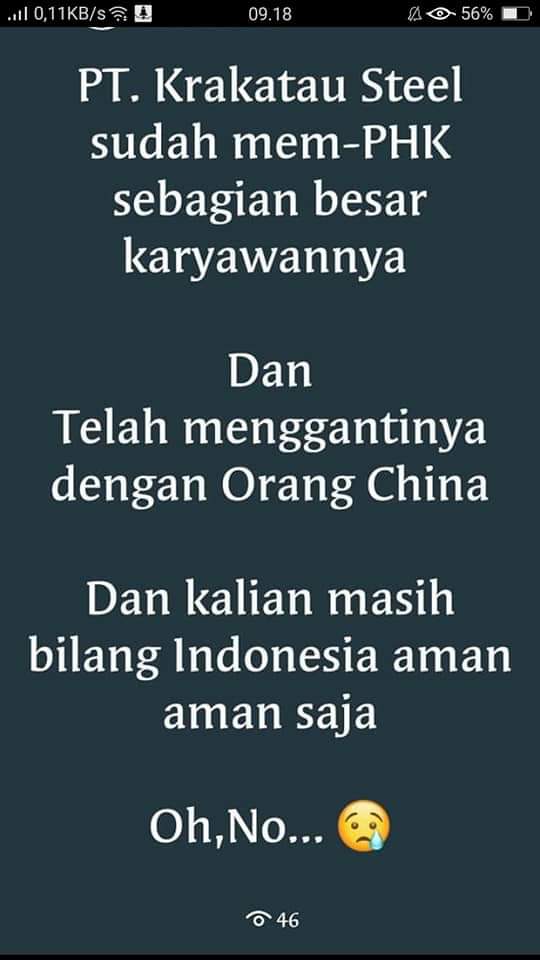 0,11KB/s 09.18 56%
PT. Krakatau Steel
sudah mem-PHK
sebagian besar
karyawannya
Dan
Telah menggantinya
dengan Orang China
Dan kalian masih
bilang Indonesia aman
aman saja
Oh,No... 😢
46